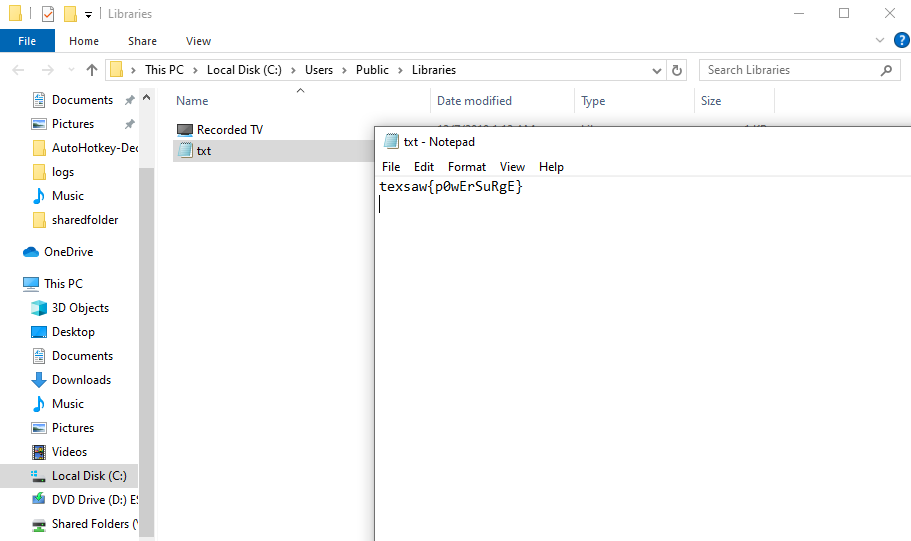 Libraries
File Home Share View
This PC Local Disk (C:) Users Public Libraries
Search Libraries
Name Date modified Type Size
Documents
Pictures
AutoHotkey-Dec
logs
Music
sharedfolder
OneDrive
This PC
3D Objects
Desktop
Documents
Downloads
Music
Pictures
Videos
Local Disk (C:)
DVD Drive (D:) ES
Shared Folders (\
Recorded TV
txt
txt - Notepad
File Edit Format View Help
texsaw{p0wErSuRgE}